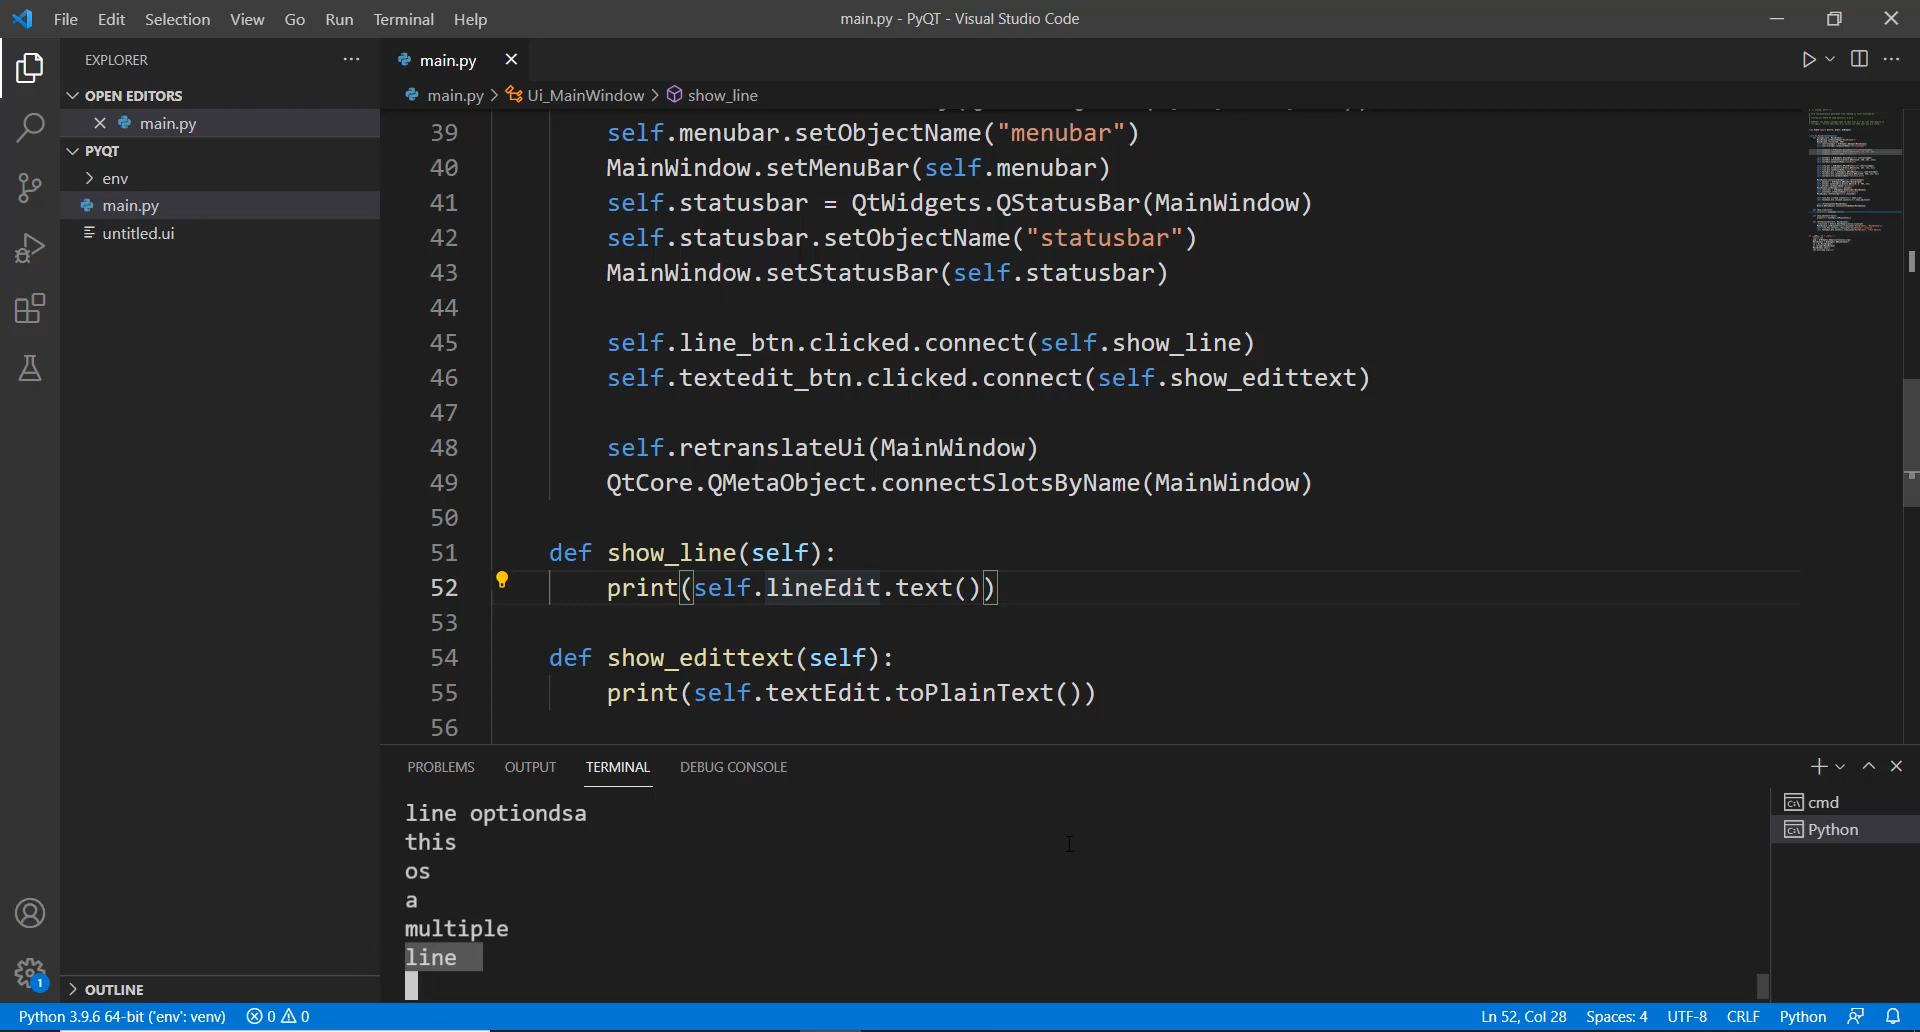 File Edit Selection View Go Run Terminal Help
main.py - PyQT - Visual Studio Code
EXPLORER
OPEN EDITORS
main.py
PYQT
env
main.py
untitled.ui
OUTLINE
main.py
main.py > Ui_MainWindow > show_line
39 self.menubar.setObjectName("menubar")
40 MainWindow.setMenuBar(self.menubar)
41 self.statusbar = QtWidgets.QStatusBar(MainWindow)
42 self.statusbar.setObjectName("statusbar")
43 MainWindow.setStatusBar(self.statusbar)
44
45 self.line_btn.clicked.connect(self.show_line)
46 self.textedit_btn.clicked.connect(self.show_edittext)
47
48 self.retranslateUi(MainWindow)
49 QtCore.QMetaObject.connectSlotsByName(MainWindow)
50
51 def show_line(self):
52 print(self.lineEdit.text())
53
54 def show_edittext(self):
55 print(self.textEdit.toPlainText())
56
PROBLEMS OUTPUT TERMINAL DEBUG CONSOLE
line optiondsa
this
os
a
multiple
line
cmd
Python
1
Python 3.9.6 64-bit ('env': venv) 0 0 Ln 52, Col 28 Spaces: 4 UTF-8 CRLF Python